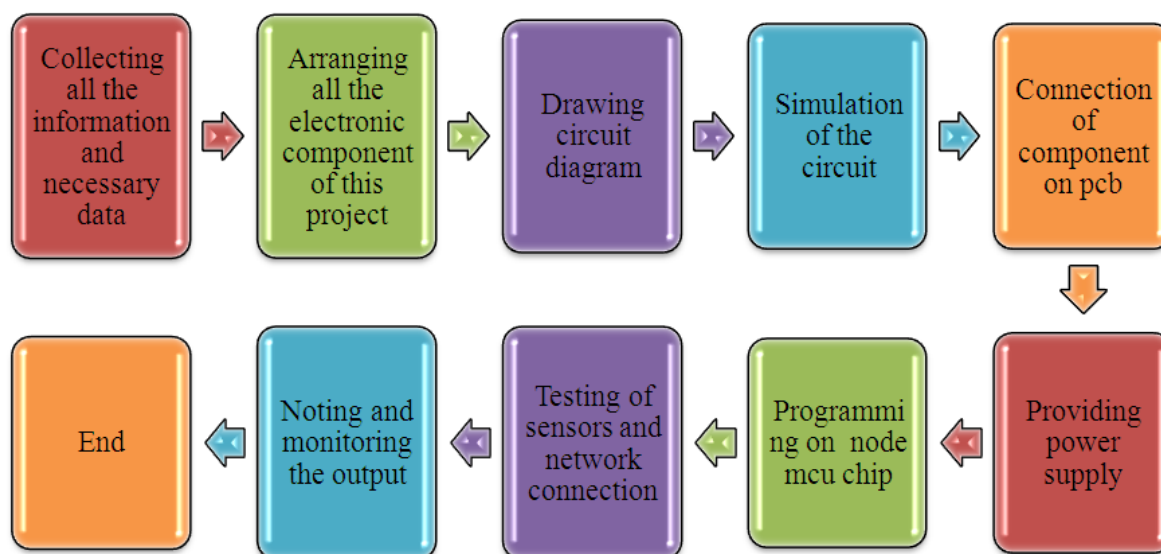 Collecting
all the
information
and
necessary
data
Arranging
all the
electronic
component
of this
project
Drawing
circuit
diagram
Simulation
of the
circuit
Connection
of
component
on pcb
Providing
power
supply
Programmi
ng on node
mcu chip
Testing of
sensors and
network
connection
Noting and
monitoring
the output
End